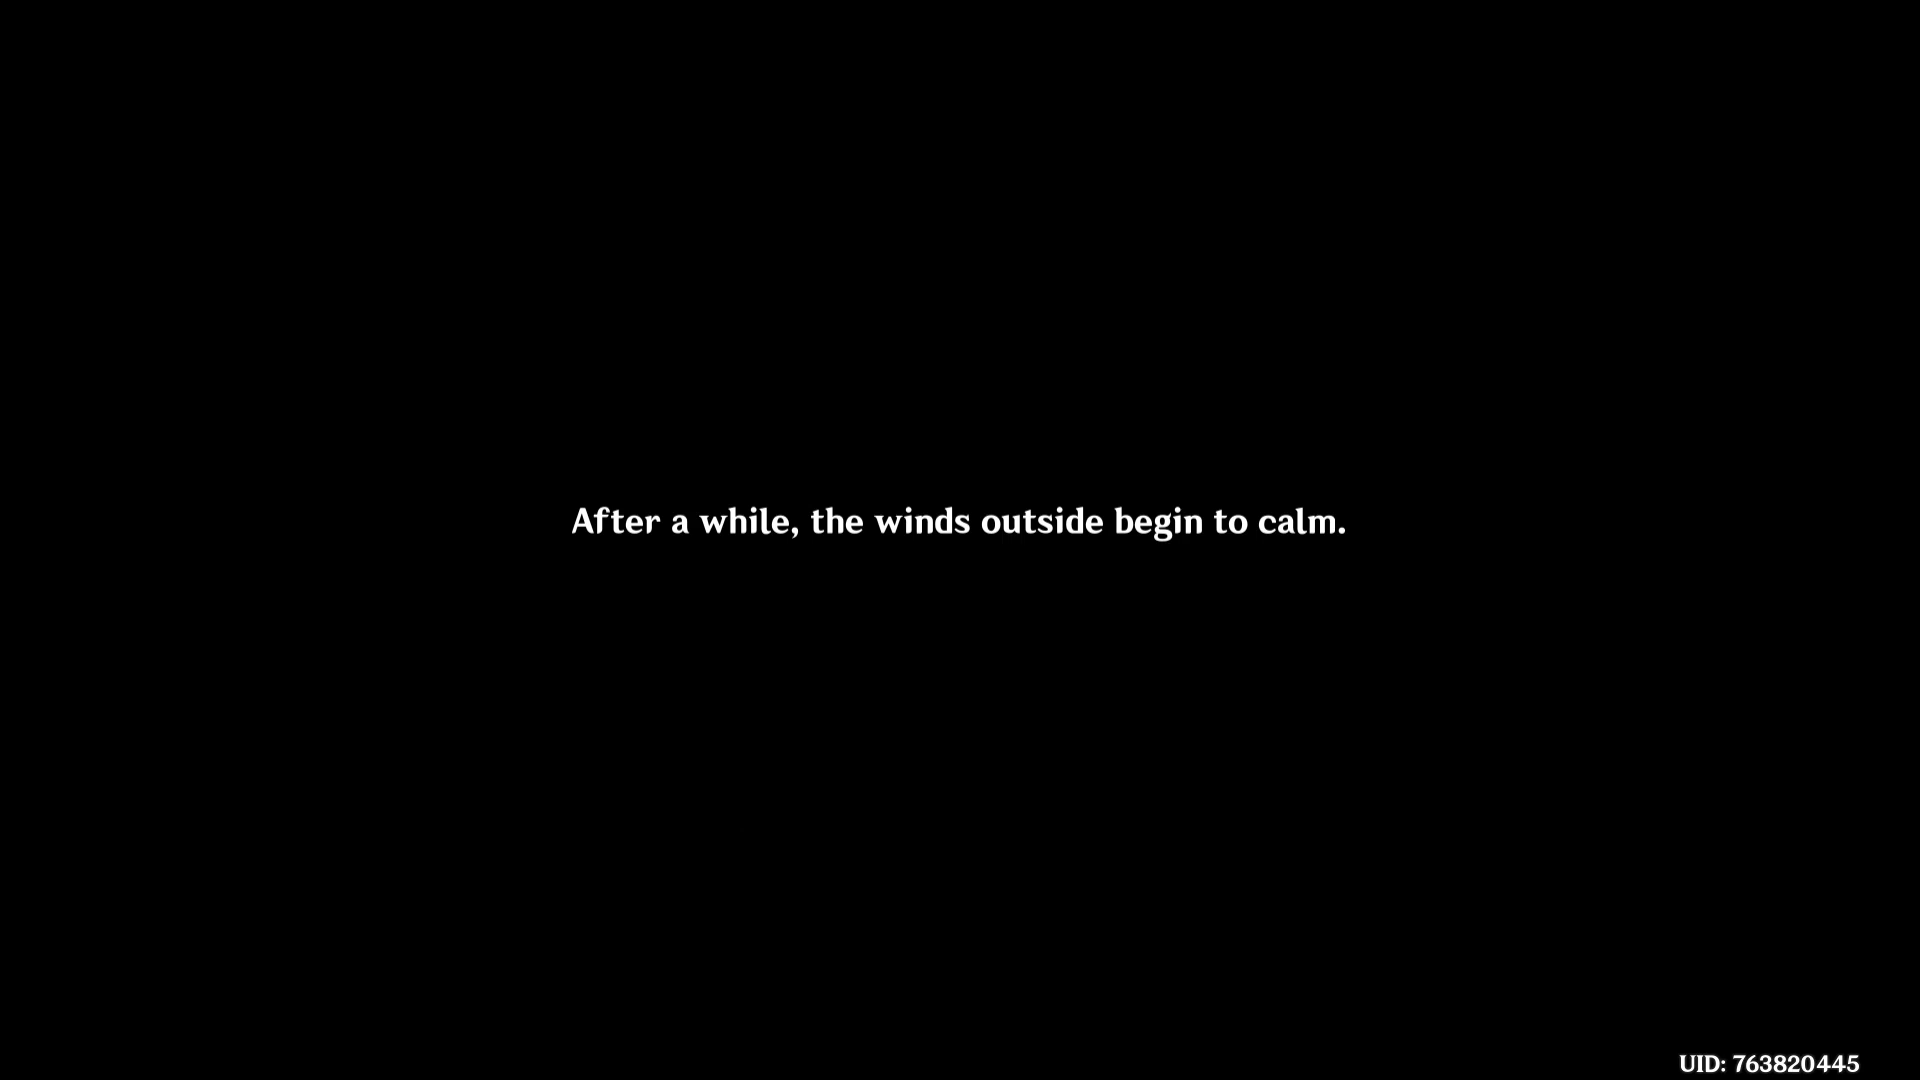 After a while, the winds outside begin to calm.
UID: 763820445